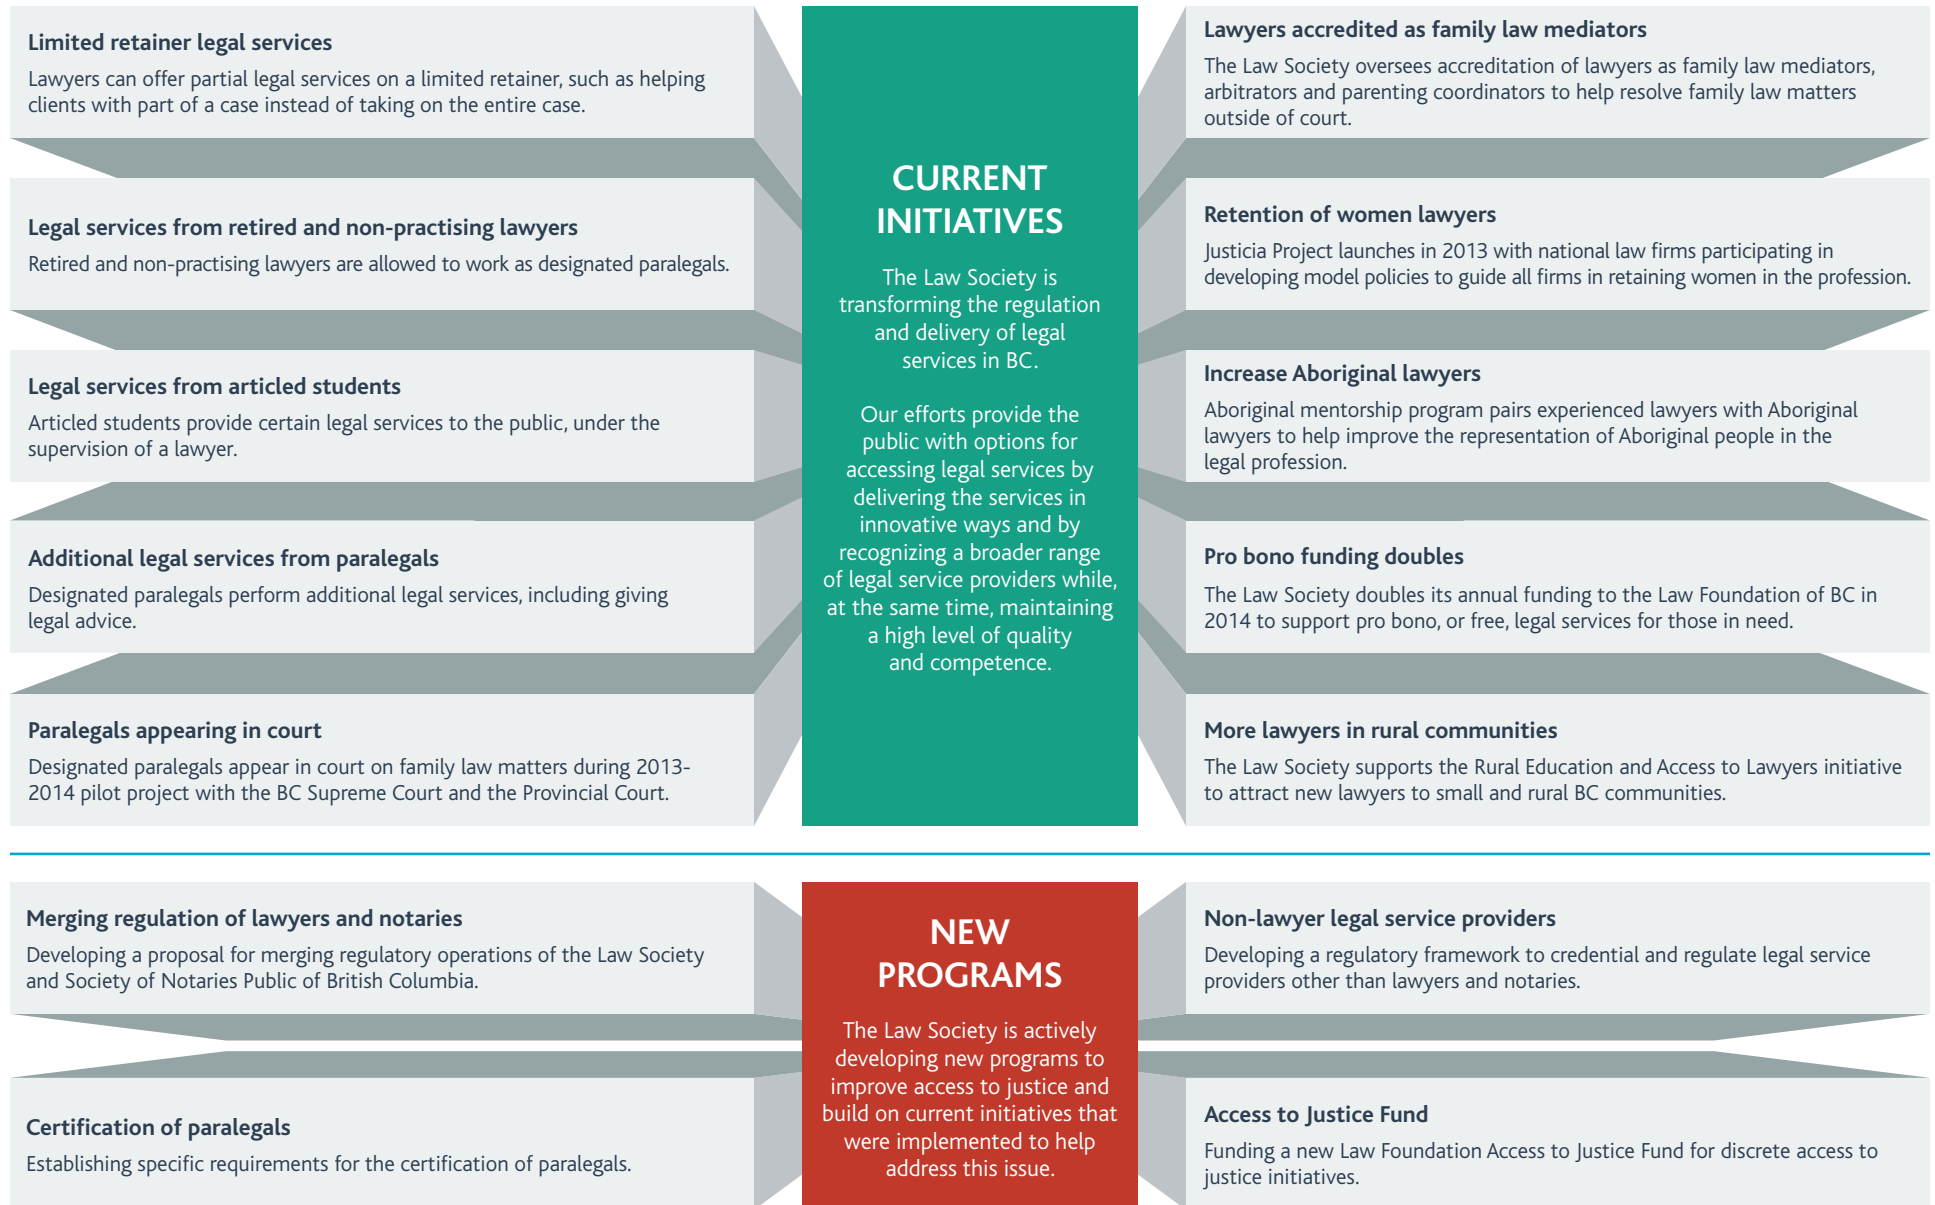 Limited retainer legal services
Lawyers can offer partial legal services on a limited retainer, such as helping
clients with part of a case instead of taking on the entire case.
Legal services from retired and non-practising lawyers
Retired and non-practising lawyers are allowed to work as designated paralegals.
Legal services from articled students
Articled students provide certain legal services to the public, under the
supervision of a lawyer.
Additional legal services from paralegals
Designated paralegals perform additional legal services, including giving
legal advice.
Paralegals appearing in court
Designated paralegals appear in court on family law matters during 2013-
2014 pilot project with the BC Supreme Court and the Provincial Court.
CURRENT
INITIATIVES
The Law Society is
transforming the regulation
and delivery of legal
services in BC.
Our efforts provide the
public with options for
accessing legal services by
delivering the services in
innovative ways and by
recognizing a broader range
of legal service providers while,
at the same time, maintaining
a high level of quality
and competence.
Lawyers accredited as family law mediators
The Law Society oversees accreditation of lawyers as family law mediators,
arbitrators and parenting coordinators to help resolve family law matters
outside of court.
Retention of women lawyers
Justicia Project launches in 2013 with national law firms participating in
developing model policies to guide all firms in retaining women in the profession.
Increase Aboriginal lawyers
Aboriginal mentorship program pairs experienced lawyers with Aboriginal
lawyers to help improve the representation of Aboriginal people in the
legal profession.
Pro bono funding doubles
The Law Society doubles its annual funding to the Law Foundation of BC in
2014 to support pro bono, or free, legal services for those in need.
More lawyers in rural communities
The Law Society supports the Rural Education and Access to Lawyers initiative
to attract new lawyers to small and rural BC communities.
Merging regulation of lawyers and notaries
Developing a proposal for merging regulatory operations of the Law Society
and Society of Notaries Public of British Columbia.
Certification of paralegals
Establishing specific requirements for the certification of paralegals.
NEW
PROGRAMS
The Law Society is actively
developing new programs to
improve access to justice and
build on current initiatives that
were implemented to help
address this issue.
Non-lawyer legal service providers
Developing a regulatory framework to credential and regulate legal service
providers other than lawyers and notaries.
Access to Justice Fund
Funding a new Law Foundation Access to Justice Fund for discrete access to
justice initiatives.